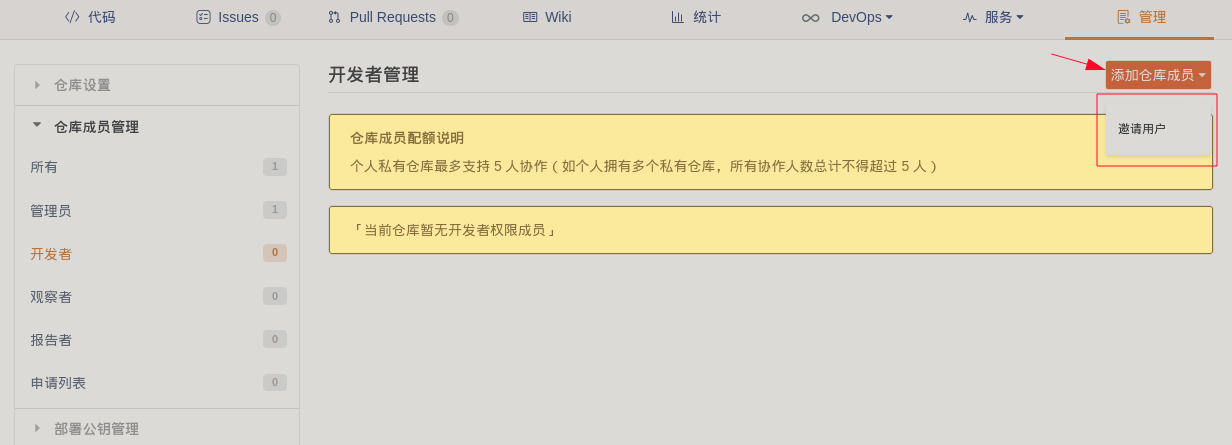 代码 Issues 0 Pull Requests 0 Wiki 统计 DevOps 服务 管理
仓库设置
仓库成员管理
所有 1
管理员 1
开发者 0
观察者 0
报告者 0
申请列表 0
部署公钥管理
开发者管理
添加仓库成员
邀请用户
仓库成员配额说明
个人私有仓库最多支持 5 人协作（如个人拥有多个私有仓库，所有协作人数总计不得超过 5 人）
「当前仓库暂无开发者权限成员」